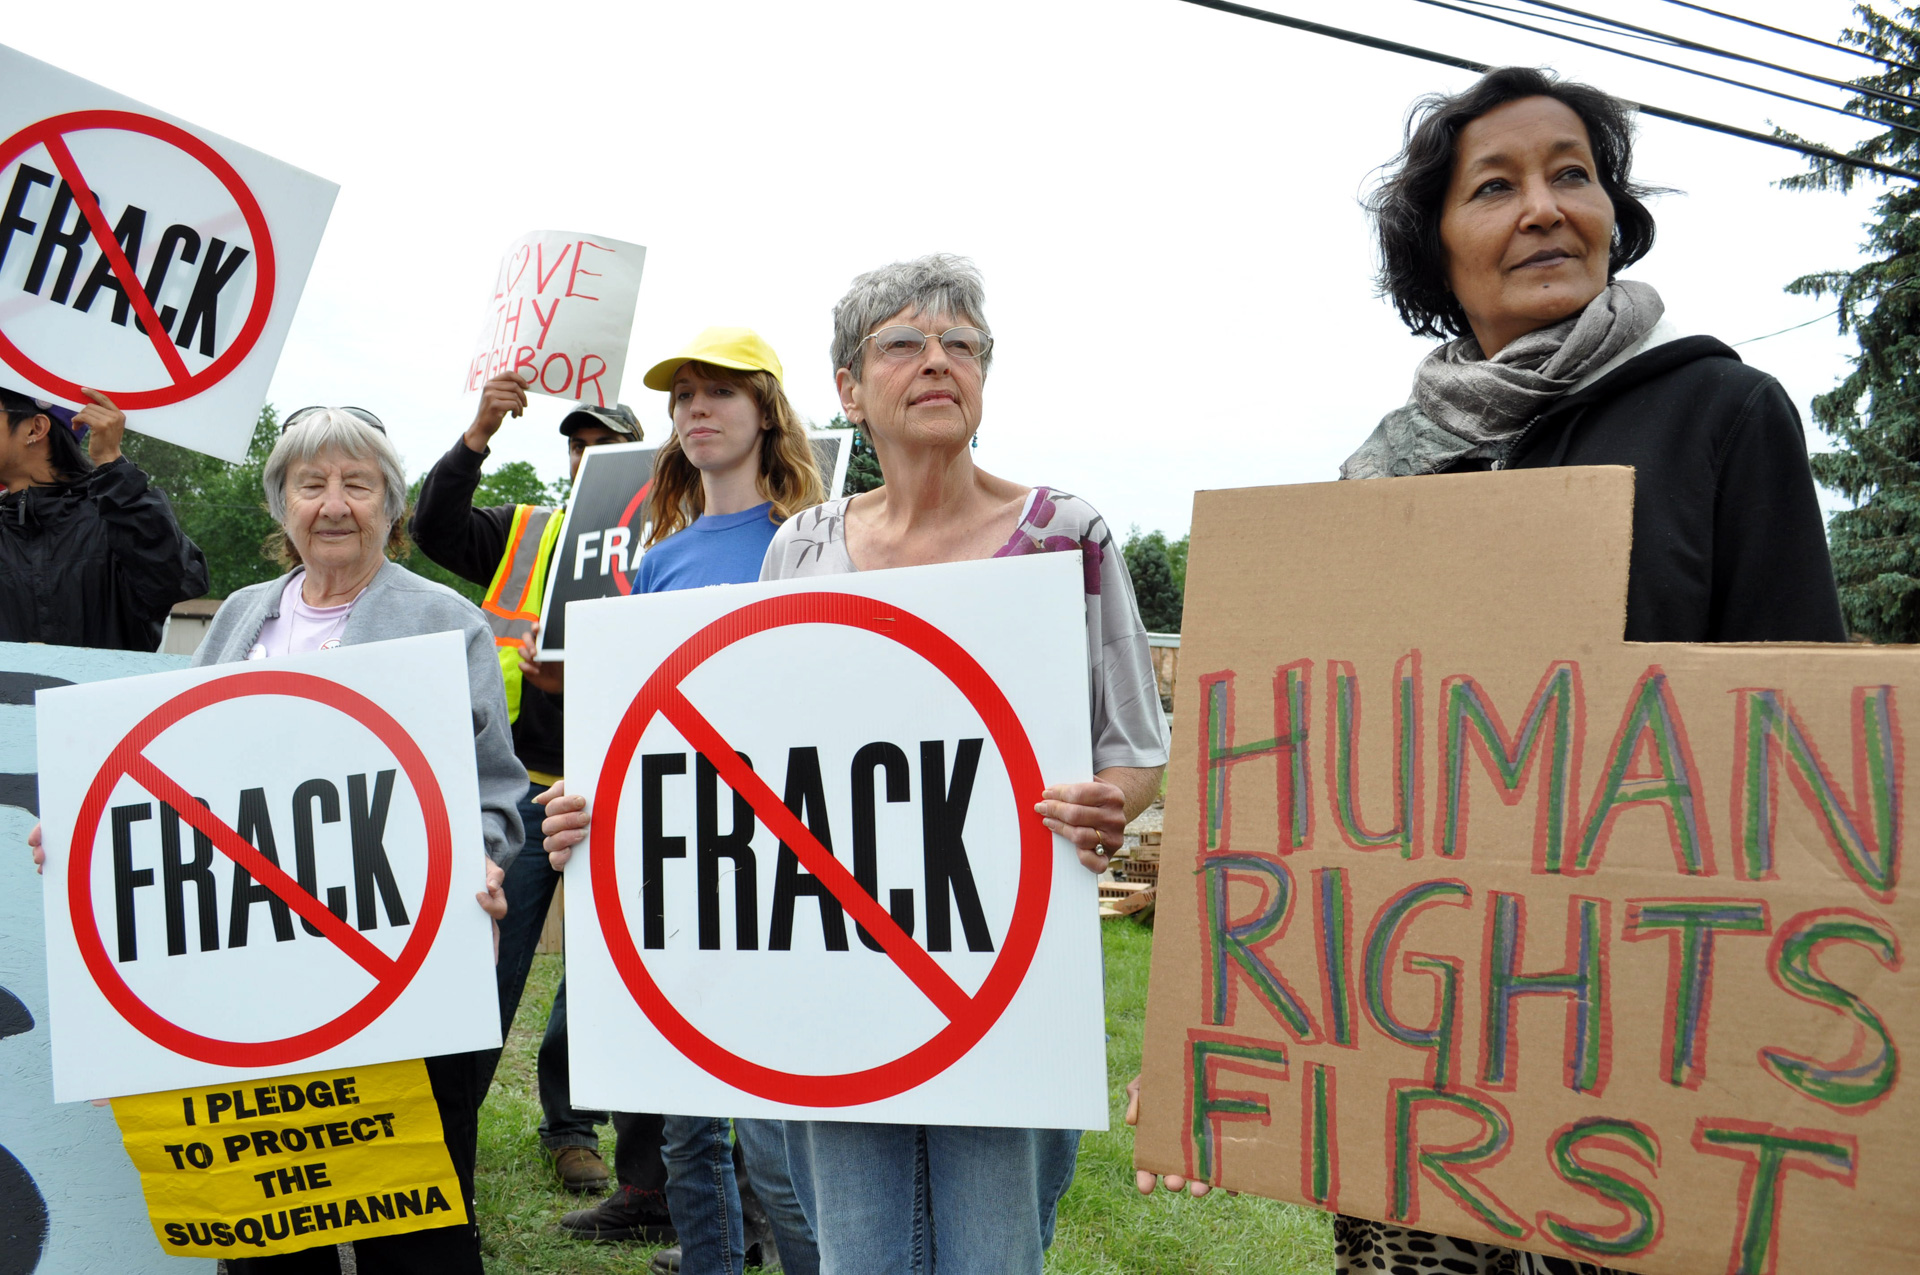 FRACK
LOVE
THY
NEIGHBOR
FRACK
I PLEDGE
TO PROTECT
THE
SUSQUEHANNA
FRACK
HUMAN
RIGHTS
FIRST